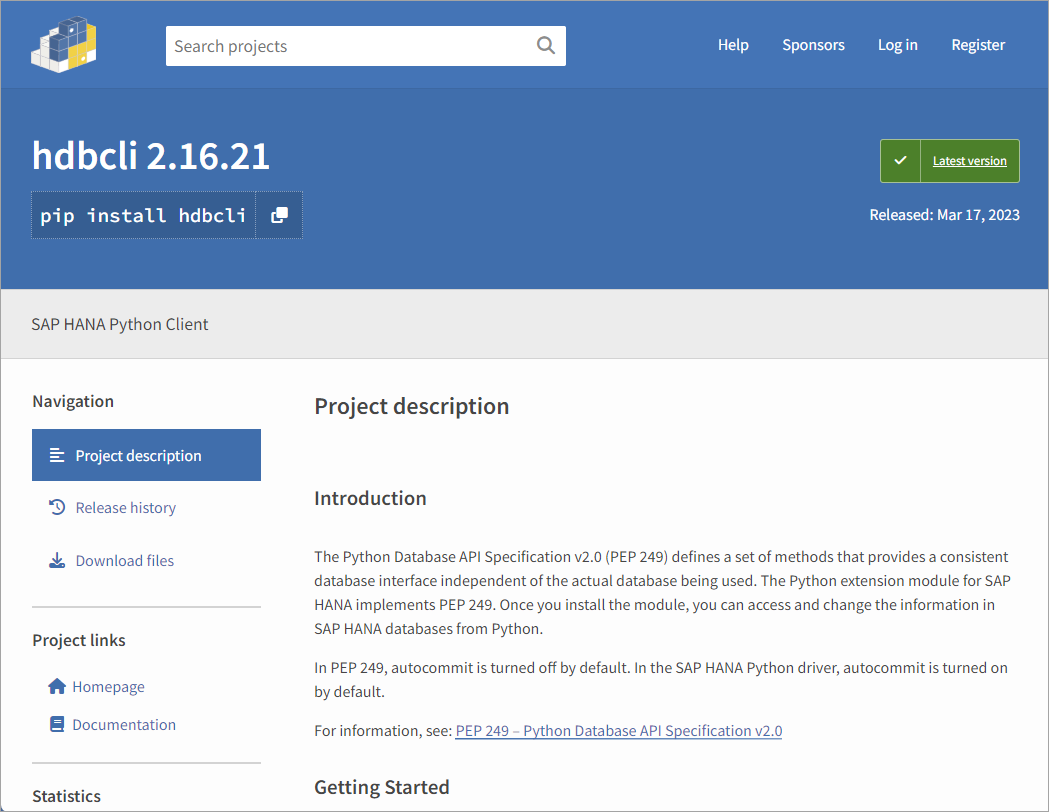 Search projects
Help
Sponsors
Log in
Register
hdbcli 2.16.21
Latest version
pip install hdbcli
Released: Mar 17, 2023
SAP HANA Python Client
Navigation
Project description
Release history
Download files
Project links
Homepage
Documentation
Statistics
Project description
Introduction
The Python Database API Specification v2.0 (PEP 249) defines a set of methods that provides a consistent
database interface independent of the actual database being used. The Python extension module for SAP
HANA implements PEP 249. Once you install the module, you can access and change the information in
SAP HANA databases from Python.
In PEP 249, autocommit is turned off by default. In the SAP HANA Python driver, autocommit is turned on
by default.
For information, see: PEP 249 – Python Database API Specification v2.0
Getting Started